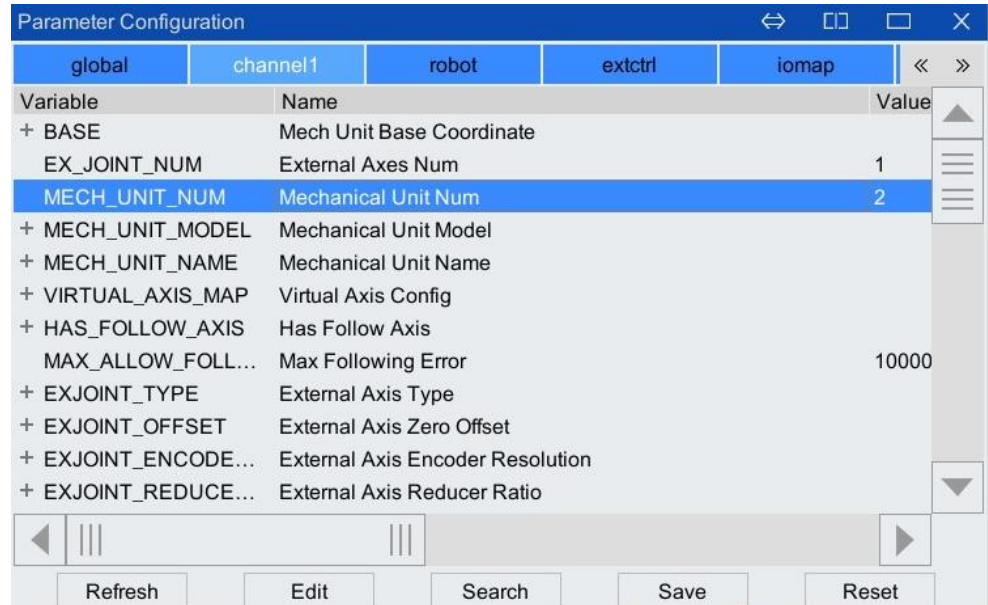 Parameter Configuration
global channel1 robot extctrl iomap « »
Variable Name Value
+ BASE Mech Unit Base Coordinate
EX_JOINT_NUM External Axes Num 1
MECH_UNIT_NUM Mechanical Unit Num 2
+ MECH_UNIT_MODEL Mechanical Unit Model
+ MECH_UNIT_NAME Mechanical Unit Name
+ VIRTUAL_AXIS_MAP Virtual Axis Config
+ HAS_FOLLOW_AXIS Has Follow Axis
MAX_ALLOW_FOLL... Max Following Error 10000
+ EXJOINT_TYPE External Axis Type
+ EXJOINT_OFFSET External Axis Zero Offset
+ EXJOINT_ENCODE... External Axis Encoder Resolution
+ EXJOINT_REDUCE... External Axis Reducer Ratio
Refresh Edit Search Save Reset